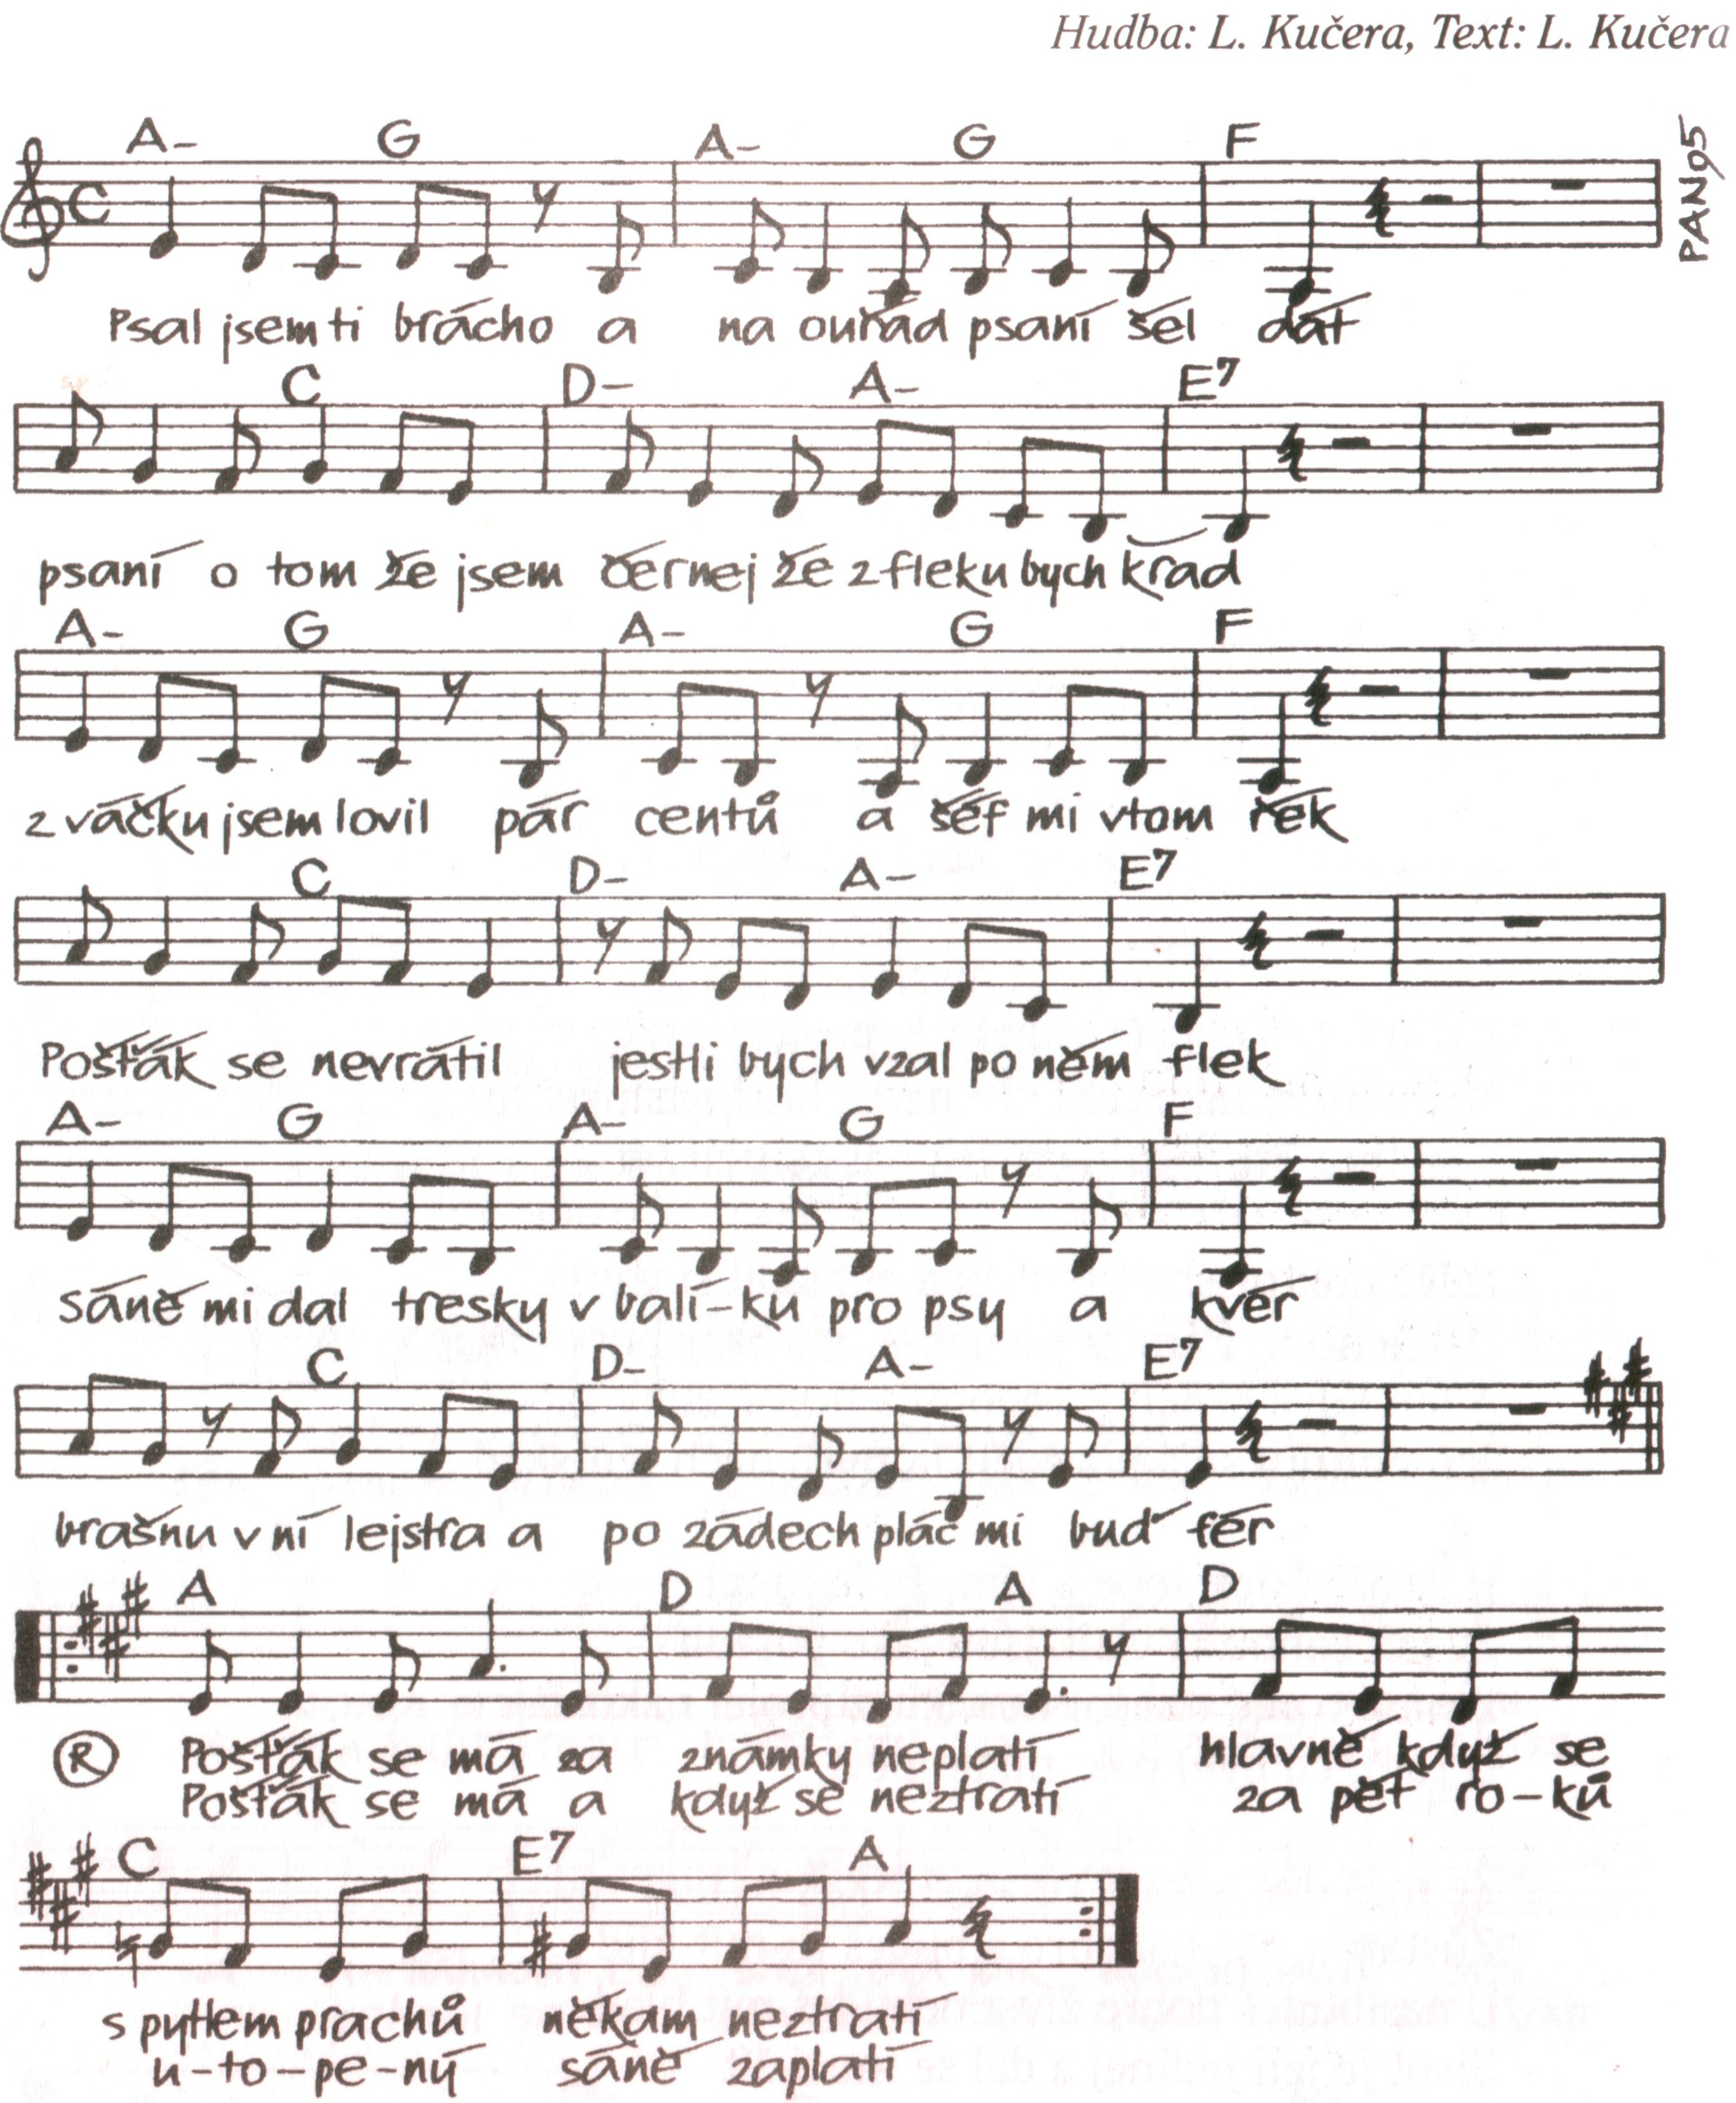 Hudba: L. Kučera, Text: L. Kučera
PAN95
A- G A- G F
Psal jsem ti brácho a na ouřad psaní šel dát
C D- A- E7
psaní o tom že jsem černej že z fleku bych křad
A- G A- G F
z váčku jsem lovil pár centů a šéf mi vtom řek
C D- A- E7
Pošťák se nevrátil jestli bych vzal po něm flek
A- G A- G F
sáně mi dal tresky v balí-ku pro psy a kvér
C D- A- E7
brašnu v ní lejstra a po zádech pláč mi buď fér
A D A D
R Pošťák se má za známky neplatí hlavně když se
Pošťák se má a když se neztratí za pět ro-ků
C E7 A
s pytlem prachů někam neztratí
u-to-pe-ný sáně zaplatí